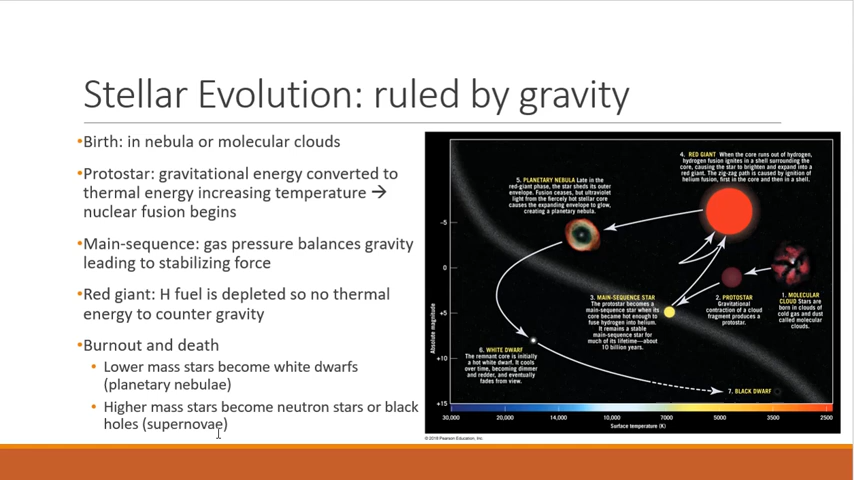 Stellar Evolution: ruled by gravity
•Birth: in nebula or molecular clouds
•Protostar: gravitational energy converted to
thermal energy increasing temperature →
nuclear fusion begins
•Main-sequence: gas pressure balances gravity
leading to stabilizing force
•Red giant: H fuel is depleted so no thermal
energy to counter gravity
•Burnout and death
• Lower mass stars become white dwarfs
(planetary nebulae)
• Higher mass stars become neutron stars or black
holes (supernovae)
4. RED GIANT When the core runs out of hydrogen,
hydrogen fusion ignites in a shell surrounding the
core, causing the star to brighten and expand into a
red giant. The zig-zag path is caused by ignition of
helium fusion, first in the core and then in a shell.
5. PLANETARY NEBULA Late in the
red-giant phase, the star sheds its outer
envelope. Fusion ceases, but ultraviolet
light from the fiercely hot stellar core
causes the expanding envelope to glow,
creating a planetary nebula.
3. MAIN-SEQUENCE STAR
The protostar becomes a
main-sequence star when its
core became hot enough to
fuse hydrogen into helium.
It remains a stable
main-sequence star for
much of its lifetime—about
10 billion years.
2. PROTOSTAR
Gravitational
contraction of a cloud
fragment produces a
protostar.
1. MOLECULAR
CLOUD Stars are
born in clouds of
cold gas and dust
called molecular
clouds.
6. WHITE DWARF
The remnant core is initially
a hot white dwarf. It cools
over time, becoming dimmer
and redder, and eventually
fades from view.
7. BLACK DWARF
Absolute magnitude
−5
0
+5
+10
+15
30,000 20,000 14,000 10,000 7000 5000 3500 2500
Surface temperature (K)
© 2018 Pearson Education, Inc.